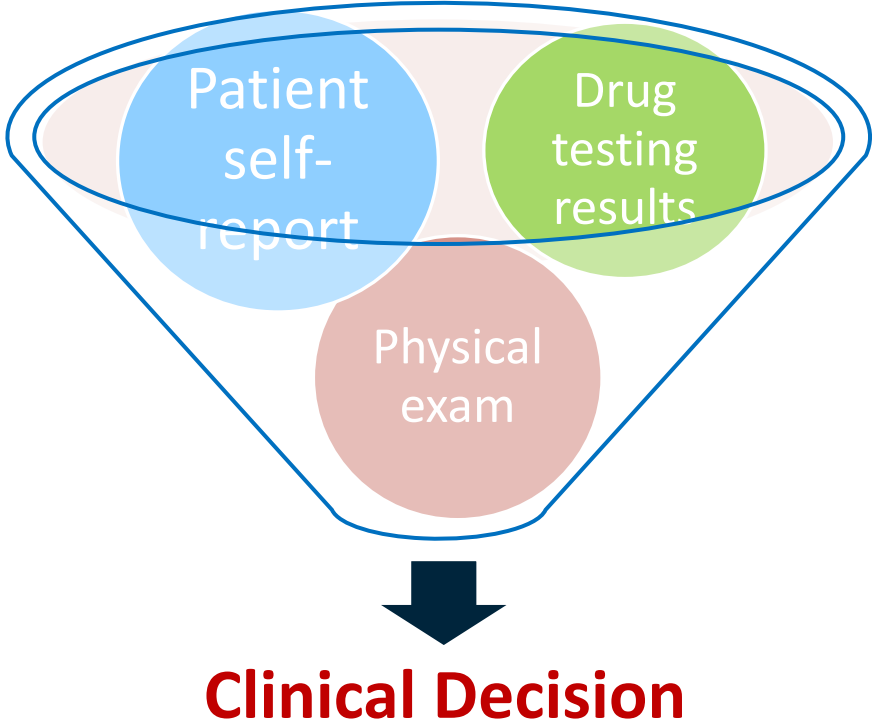 Patient
self-
report
Drug
testing
results
Physical
exam
Clinical Decision